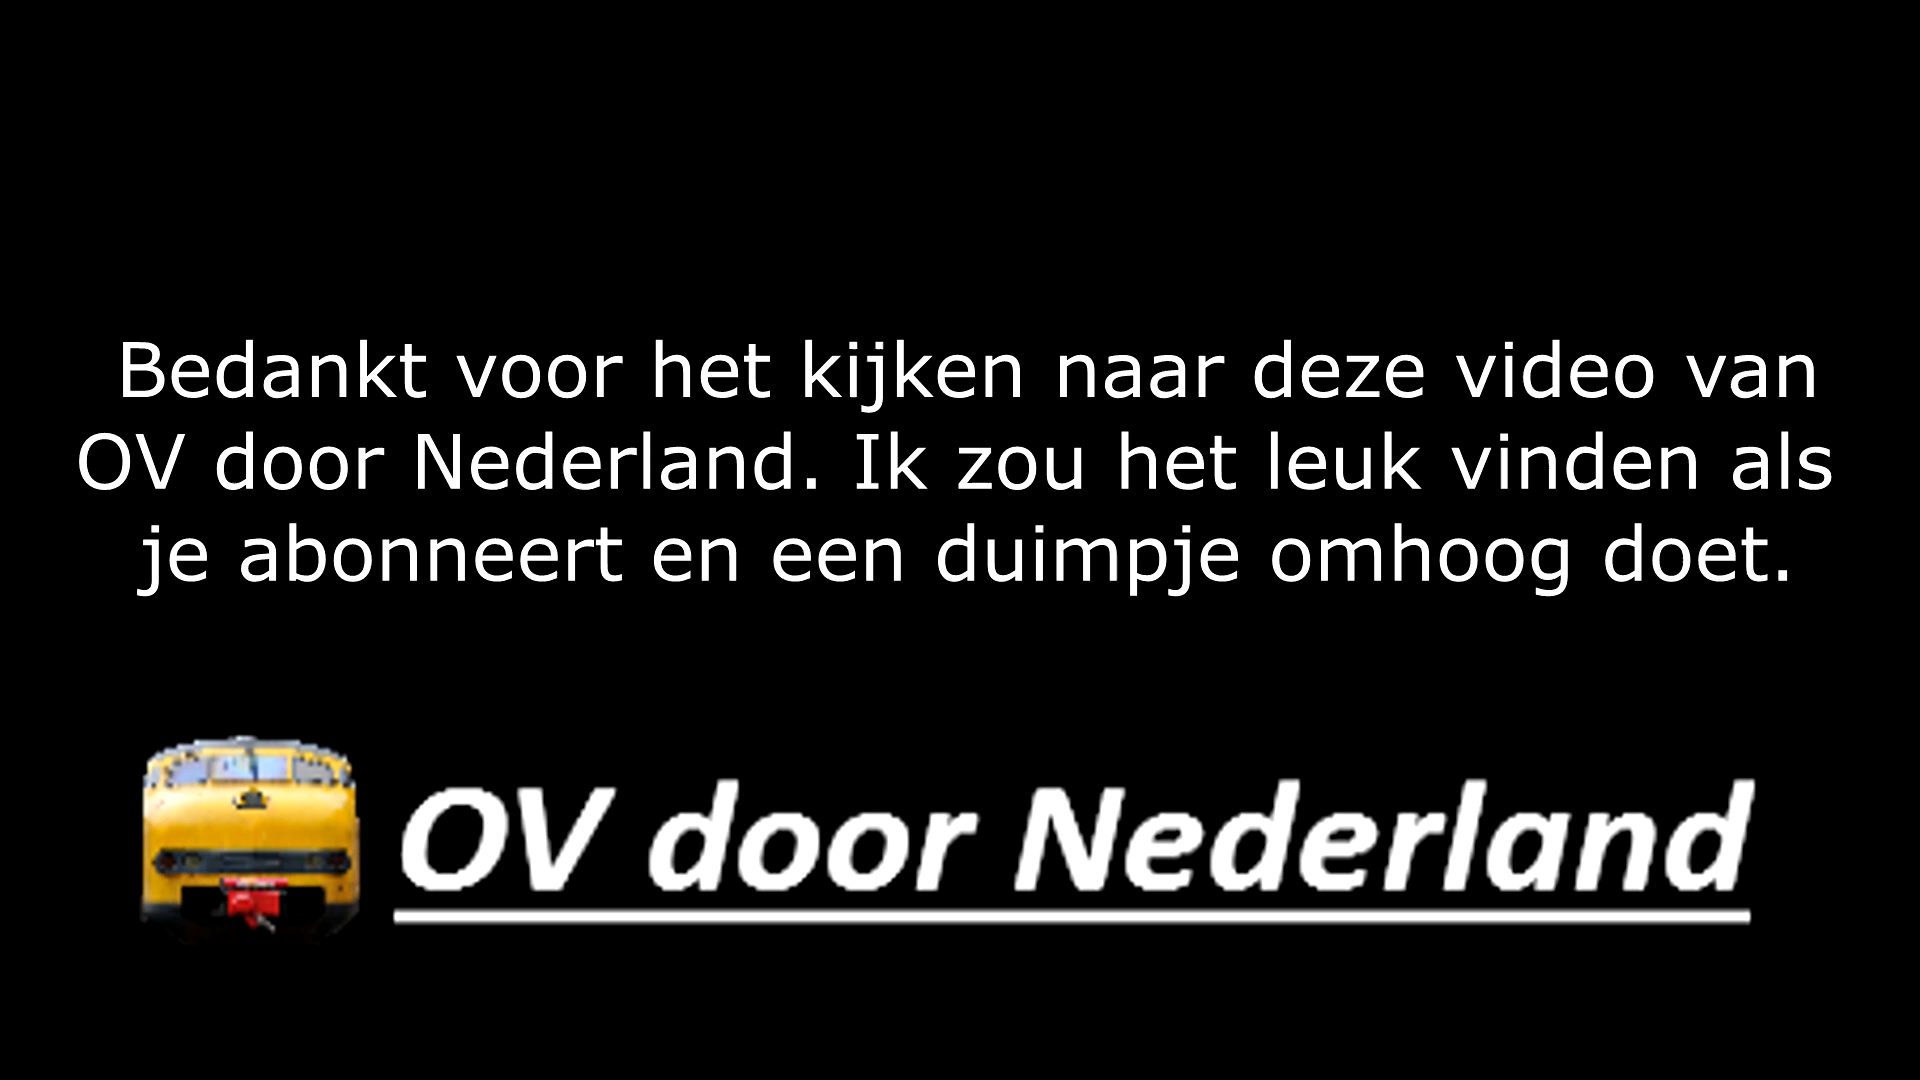 Bedankt voor het kijken naar deze video van
OV door Nederland. Ik zou het leuk vinden als
je abonneert en een duimpje omhoog doet.
OV door Nederland